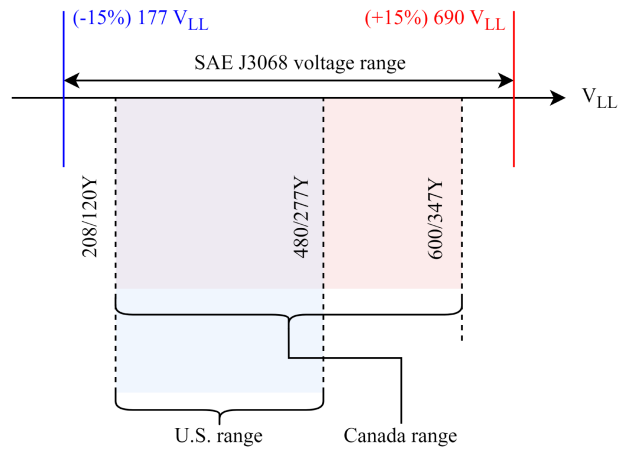 (-15%) 177 VLL
(+15%) 690 VLL
SAE J3068 voltage range
VLL
208/120Y
480/277Y
600/347Y
U.S. range
Canada range